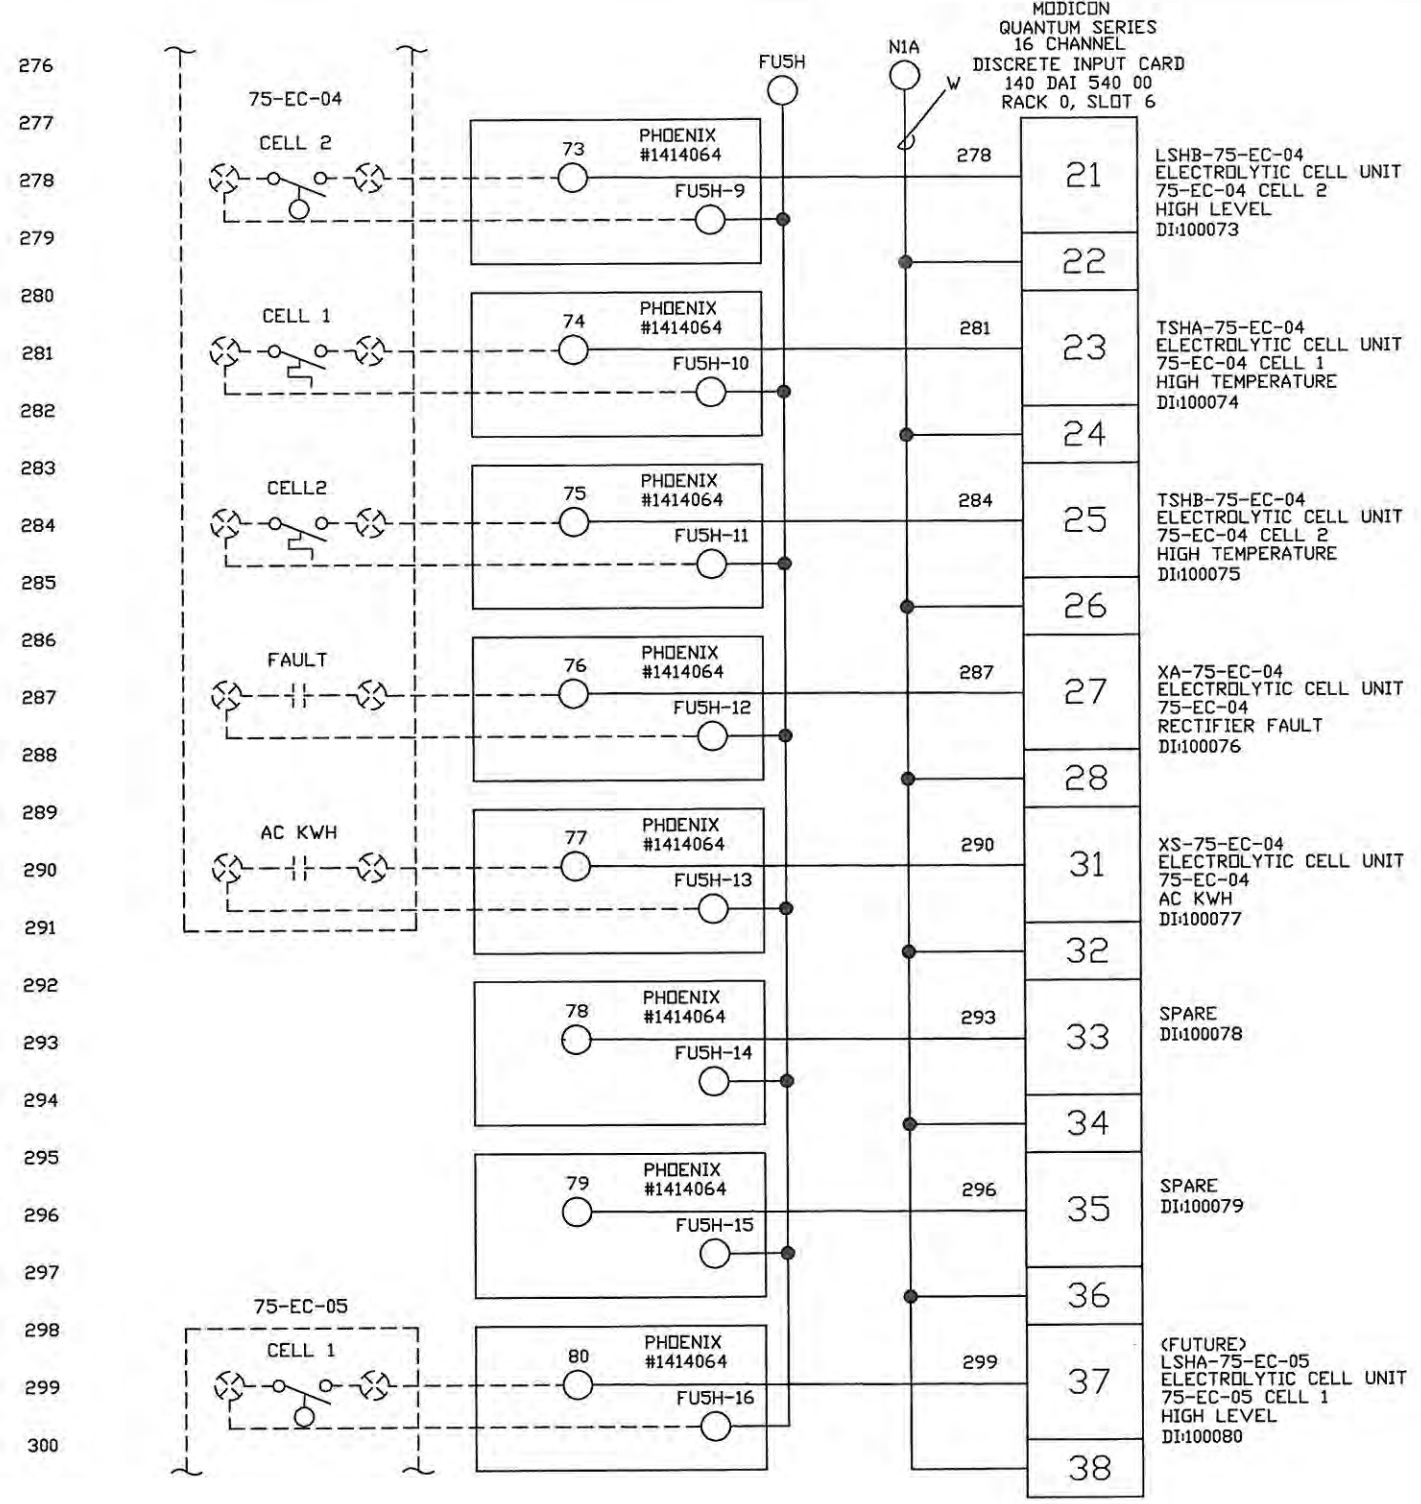 MODICON
QUANTUM SERIES
16 CHANNEL
DISCRETE INPUT CARD
140 DAI 540 00
RACK 0, SLOT 6
FU5H
N1A
W
276
75-EC-04
277
CELL 2
73
PHOENIX
#1414064
278
278
21
LSHB-75-EC-04
ELECTROLYTIC CELL UNIT
75-EC-04 CELL 2
HIGH LEVEL
DI:100073
FU5H-9
279
22
280
CELL 1
74
PHOENIX
#1414064
281
281
23
TSHA-75-EC-04
ELECTROLYTIC CELL UNIT
75-EC-04 CELL 1
HIGH TEMPERATURE
DI:100074
FU5H-10
282
24
283
CELL2
75
PHOENIX
#1414064
284
284
25
TSHB-75-EC-04
ELECTROLYTIC CELL UNIT
75-EC-04 CELL 2
HIGH TEMPERATURE
DI:100075
FU5H-11
285
26
286
FAULT
76
PHOENIX
#1414064
287
287
27
XA-75-EC-04
ELECTROLYTIC CELL UNIT
75-EC-04
RECTIFIER FAULT
DI:100076
FU5H-12
288
28
289
AC KWH
77
PHOENIX
#1414064
290
290
31
XS-75-EC-04
ELECTROLYTIC CELL UNIT
75-EC-04
AC KWH
DI:100077
FU5H-13
291
32
292
78
PHOENIX
#1414064
293
293
33
SPARE
DI:100078
FU5H-14
294
34
295
79
PHOENIX
#1414064
296
296
35
SPARE
DI:100079
FU5H-15
297
36
75-EC-05
298
CELL 1
80
PHOENIX
#1414064
299
299
37
(FUTURE)
LSHA-75-EC-05
ELECTROLYTIC CELL UNIT
75-EC-05 CELL 1
HIGH LEVEL
DI:100080
FU5H-16
300
38